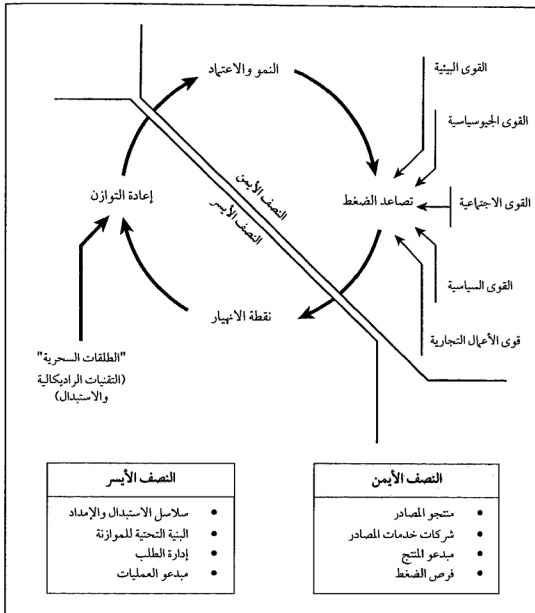 النمو والاعتماد
القوى البيئية
القوى الجيوسياسية
القوى الاجتماعية
تصاعد الضغط
إعادة التوازن
النصف الأيمن
النصف الأيسر
القوى السياسية
نقطة الانهيار
قوى الأعمال التجارية
"الطلقات السحرية"
(التقنيات الراديكالية
والاستبدال)
النصف الأيمن
• منتجو المصادر
• شركات خدمات المصادر
• مبدعو المنتج
• فرص الضغط
النصف الأيسر
• سلاسل الاستبدال والإمداد
• البنية التحتية للموازنة
• إدارة الطلب
• مبدعو العمليات